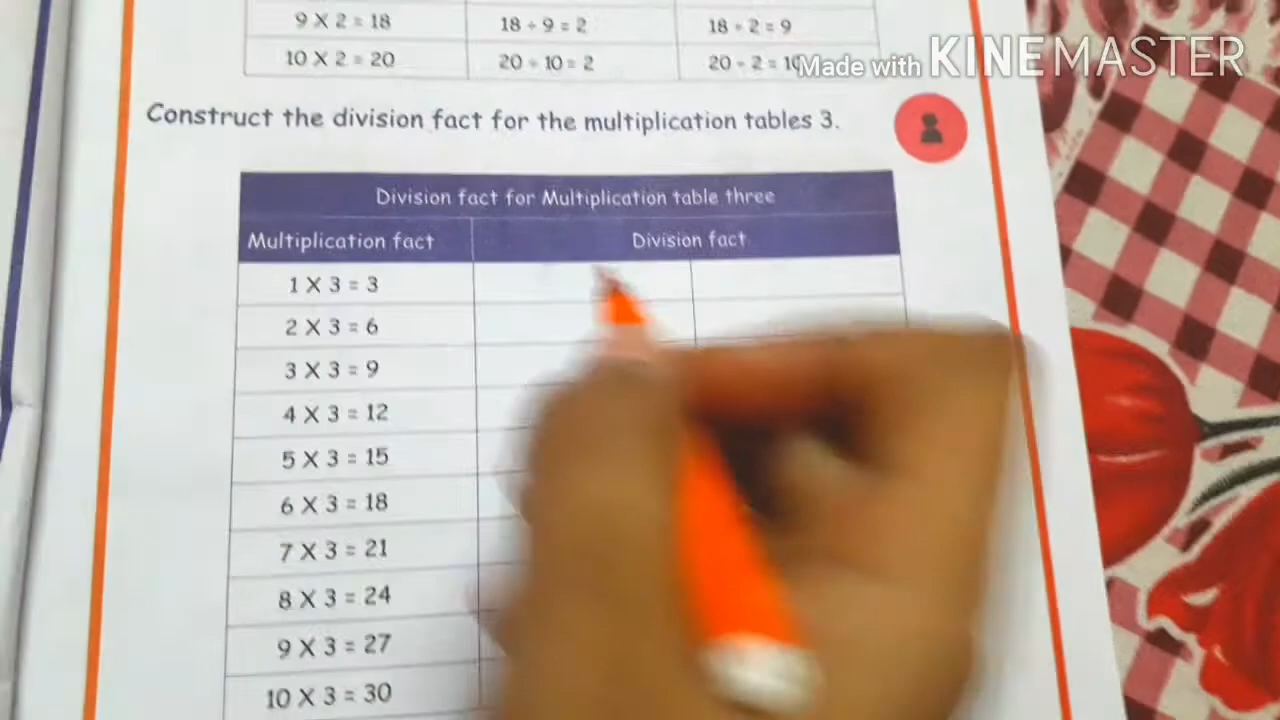 9 X 2 = 18 18 ÷ 9 = 2 18 ÷ 2 = 9
10 X 2 = 20 20 ÷ 10 = 2 20 ÷ 2 = 10
Made with KINEMASTER
Construct the division fact for the multiplication tables 3.
Division fact for Multiplication table three
Multiplication fact Division fact
1 X 3 = 3
2 X 3 = 6
3 X 3 = 9
4 X 3 = 12
5 X 3 = 15
6 X 3 = 18
7 X 3 = 21
8 X 3 = 24
9 X 3 = 27
10 X 3 = 30